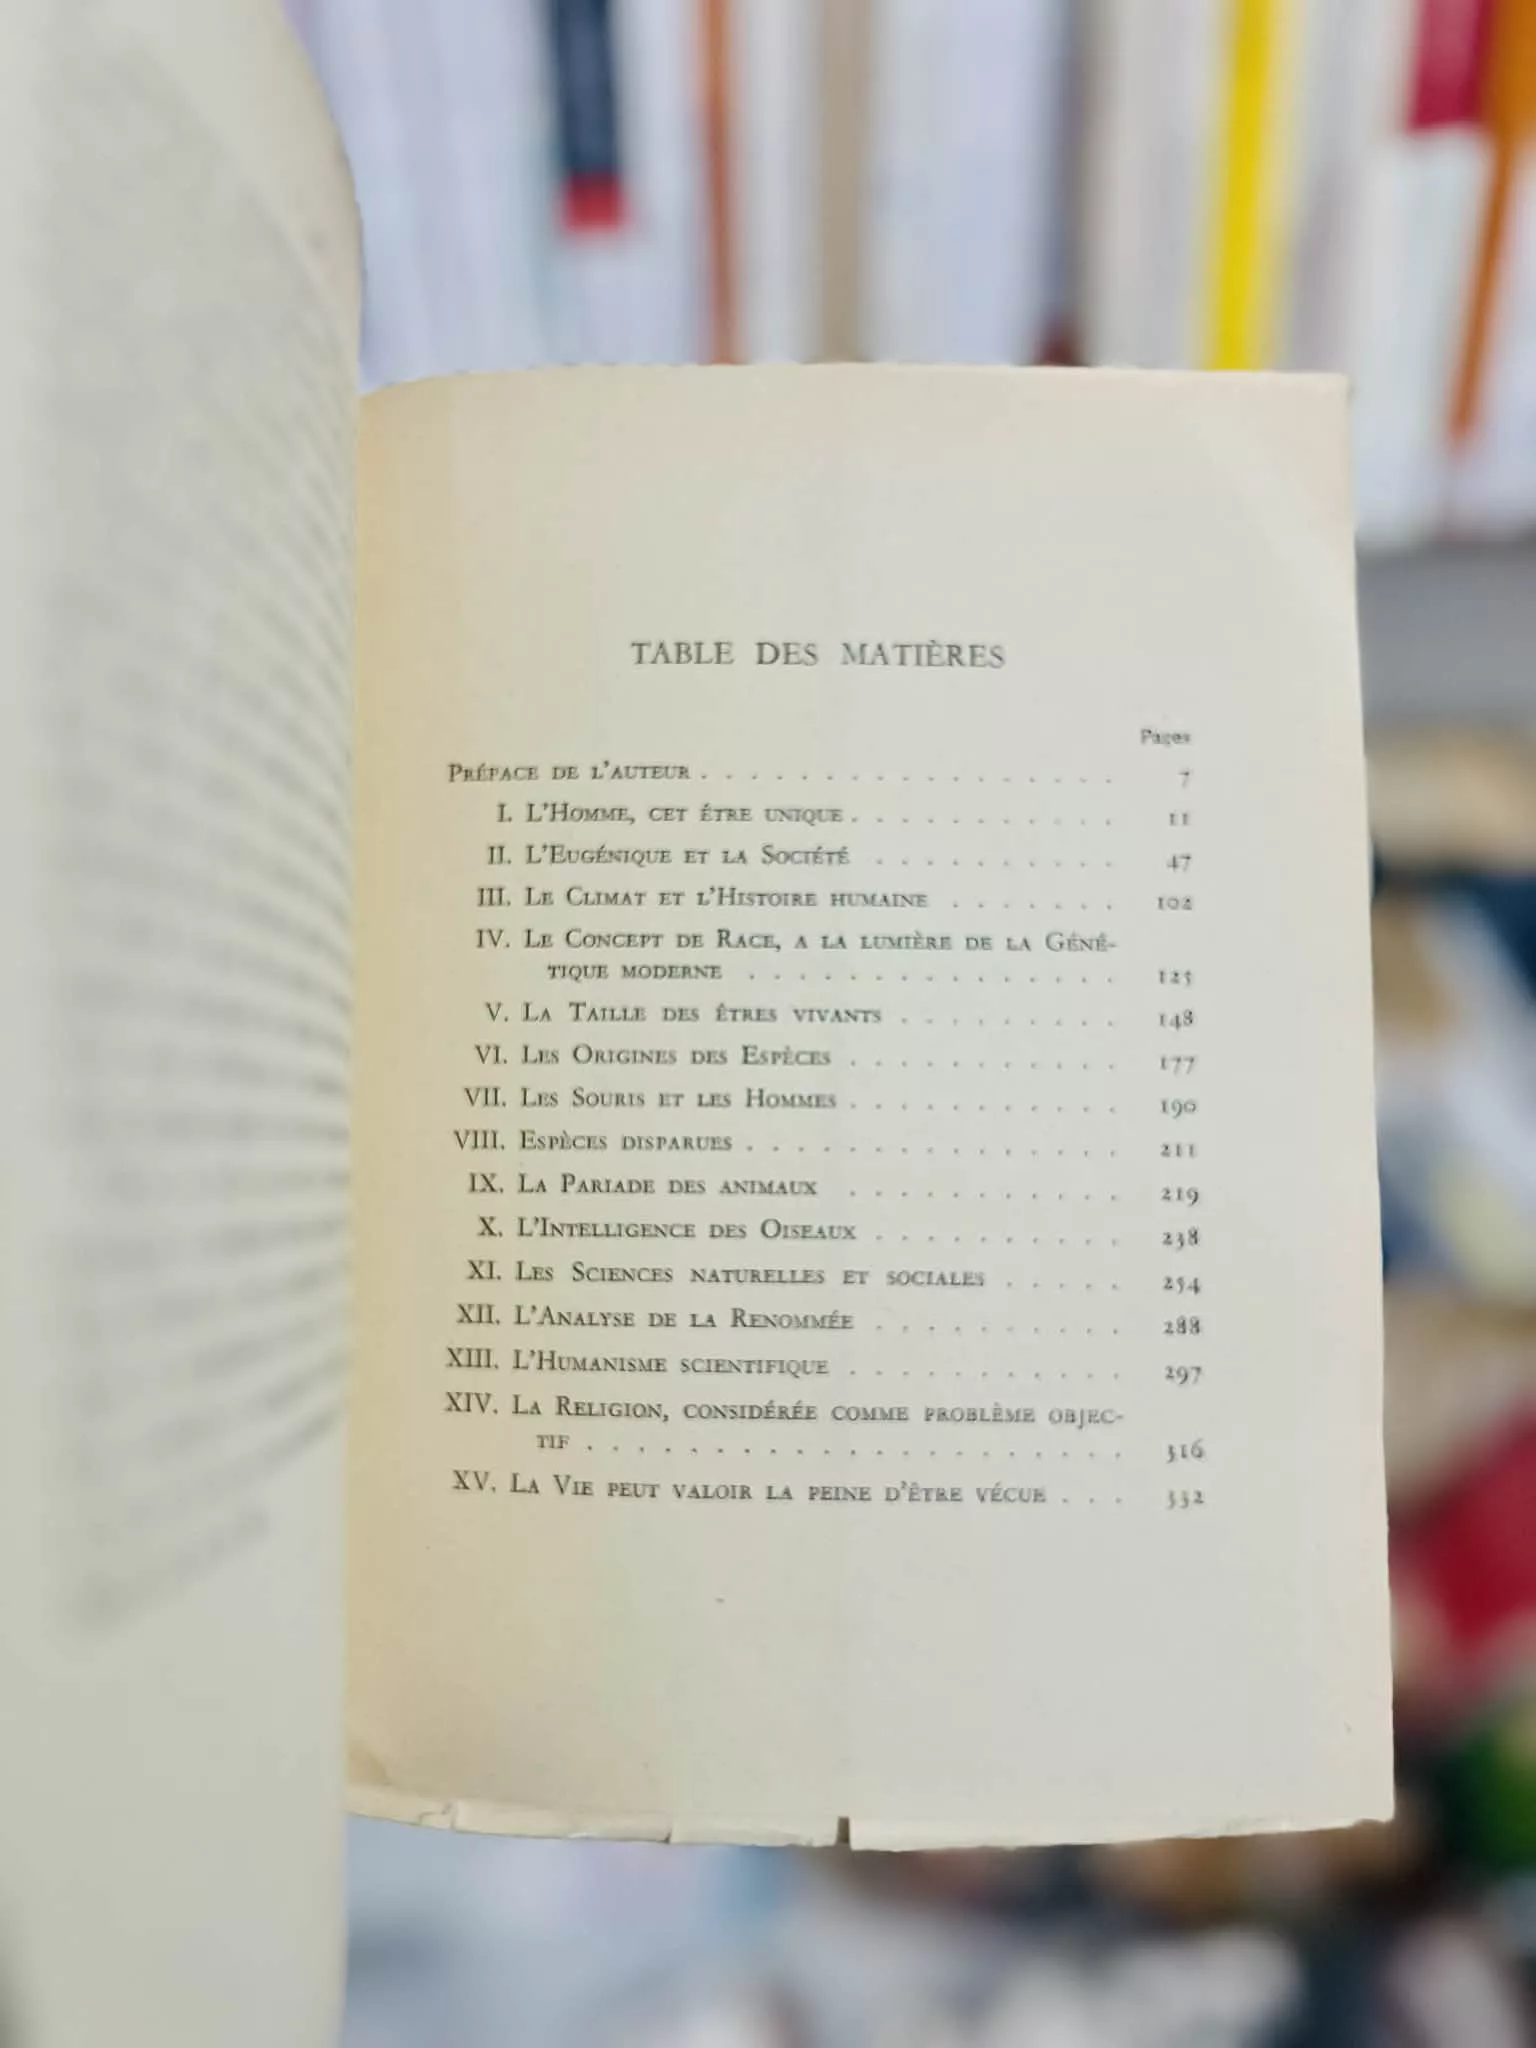 TABLE DES MATIÈRES
Pages
PRÉFACE DE L'AUTEUR . . . . . . . . . . . . . . . . . 7
I. L'HOMME, CET ÊTRE UNIQUE . . . . . . . . . . . 11
II. L'EUGÉNIQUE ET LA SOCIÉTÉ . . . . . . . . . . 47
III. LE CLIMAT ET L'HISTOIRE HUMAINE . . . . . . . 102
IV. LE CONCEPT DE RACE, A LA LUMIÈRE DE LA GÉNÉ-
TIQUE MODERNE . . . . . . . . . . . . . . . 125
V. LA TAILLE DES ÊTRES VIVANTS . . . . . . . . . 148
VI. LES ORIGINES DES ESPÈCES . . . . . . . . . . . 177
VII. LES SOURIS ET LES HOMMES . . . . . . . . . . . 190
VIII. ESPÈCES DISPARUES . . . . . . . . . . . . . . . 211
IX. LA PARIADE DES ANIMAUX . . . . . . . . . . . 219
X. L'INTELLIGENCE DES OISEAUX . . . . . . . . . . 238
XI. LES SCIENCES NATURELLES ET SOCIALES . . . . . 254
XII. L'ANALYSE DE LA RENOMMÉE . . . . . . . . . . 288
XIII. L'HUMANISME SCIENTIFIQUE . . . . . . . . . . . 297
XIV. LA RELIGION, CONSIDÉRÉE COMME PROBLÈME OBJEC-
TIF . . . . . . . . . . . . . . . . . . . . . 316
XV. LA VIE PEUT VALOIR LA PEINE D'ÊTRE VÉCUE . . . 332